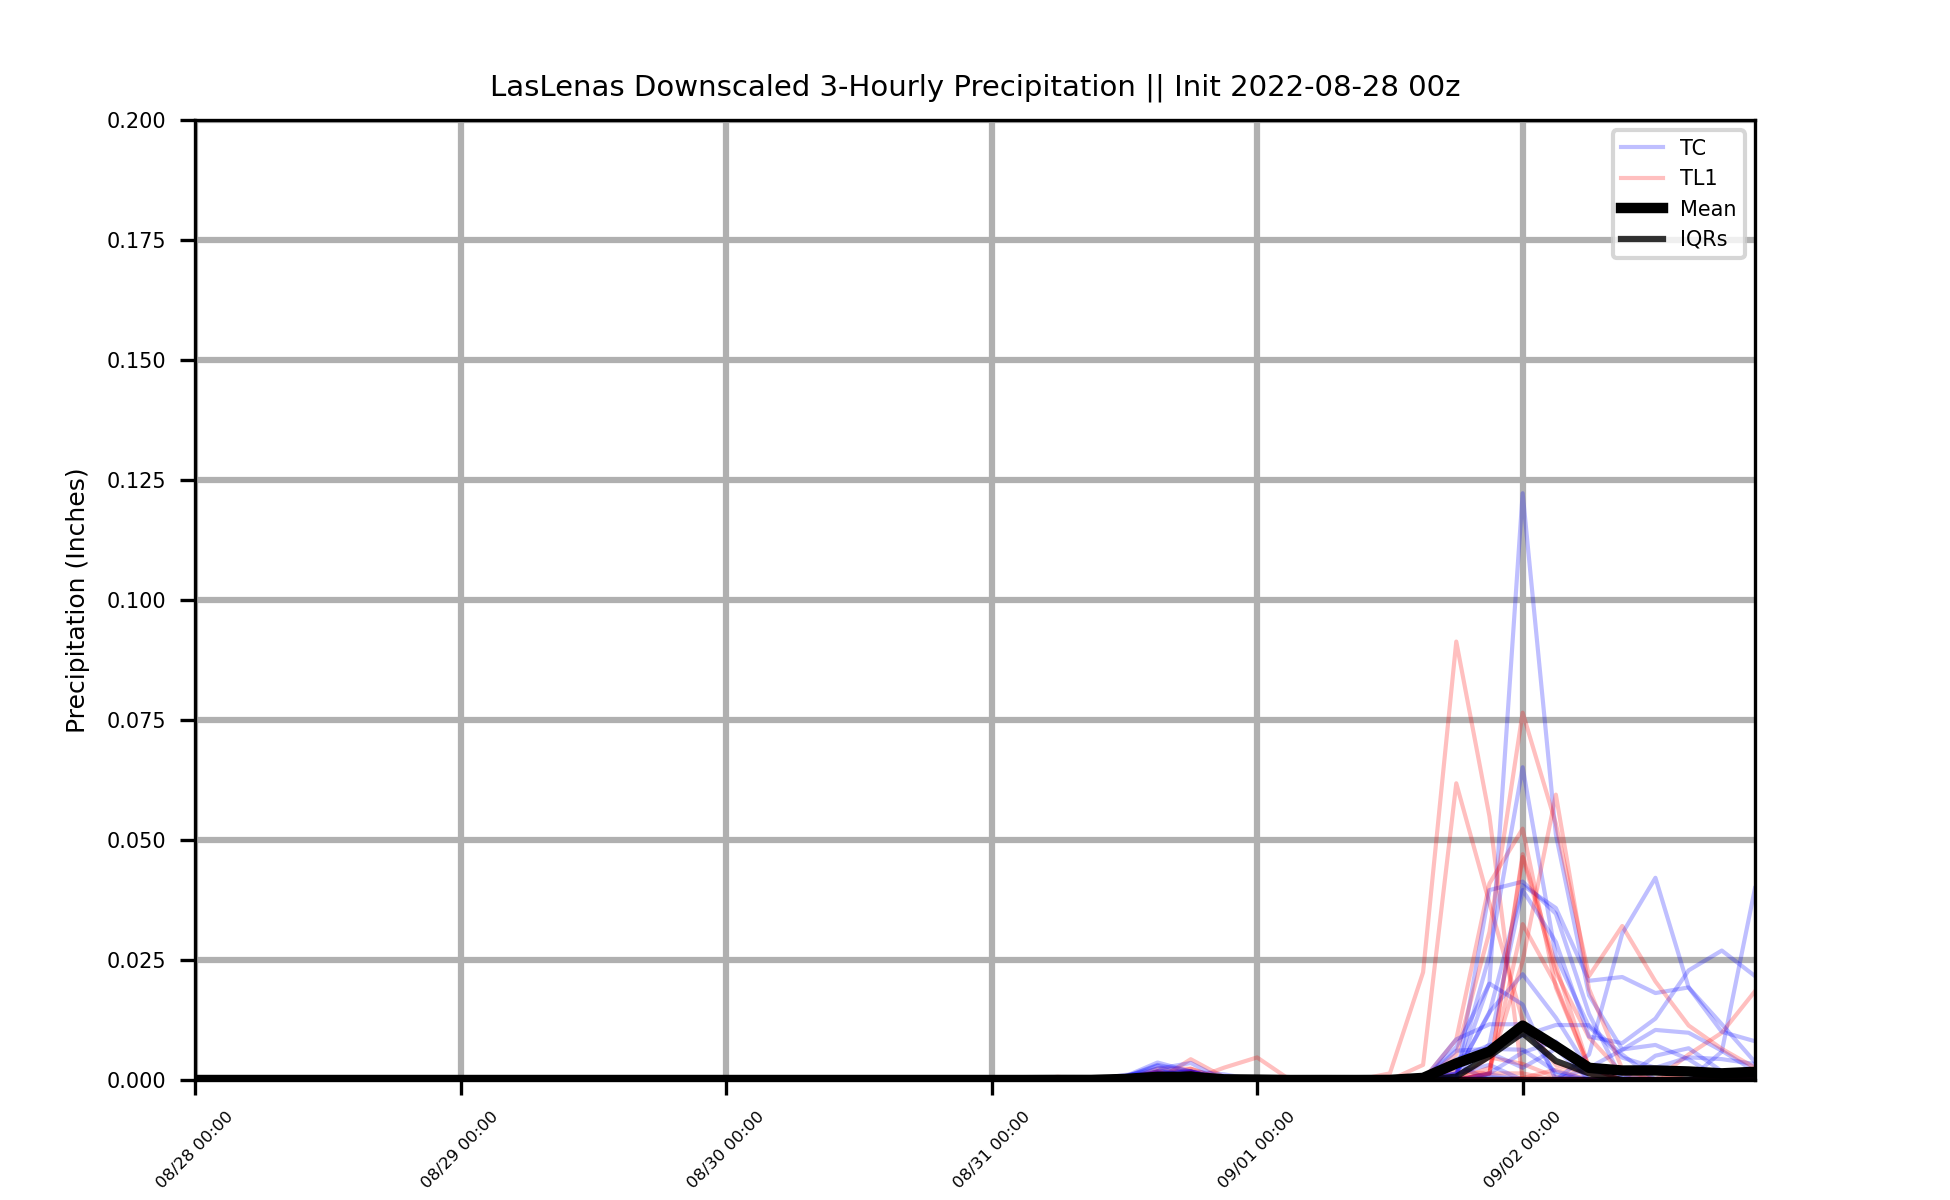 LasLenas Downscaled 3-Hourly Precipitation || Init 2022-08-28 00z
TC
TL1
Mean
IQRs
Precipitation (Inches)
0.200
0.175
0.150
0.125
0.100
0.075
0.050
0.025
0.000
08/28 00:00
08/29 00:00
08/30 00:00
08/31 00:00
09/01 00:00
09/02 00:00